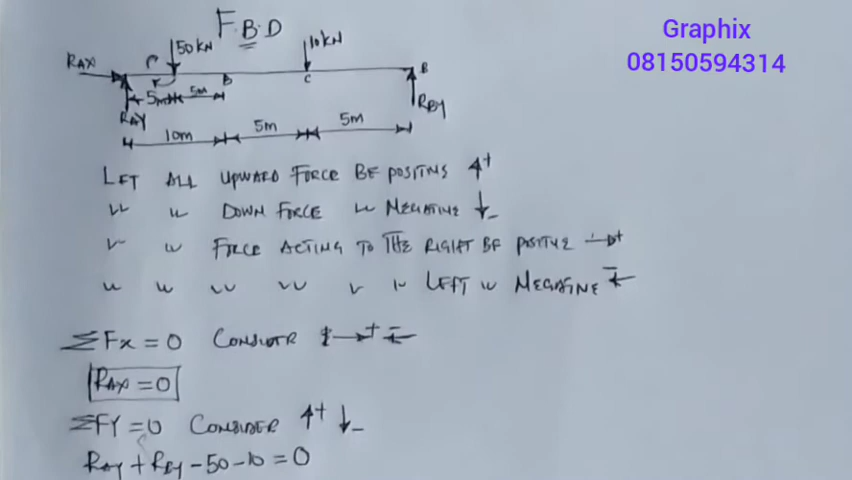 F.B.D
Graphix
08150594314
50KN
10KN
RAX
B
C
B
5m
5m
RAY
RBY
10m
5m
5m
LET ALL UPWARD FORCE BE POSITIVE +
" " DOWN FORCE " NEGATIVE -
" " FORCE ACTING TO THE RIGHT BE POSITIVE +
" " " " " " LEFT " NEGATIVE -
ΣFx = 0 CONSIDER + -
RAX = 0
ΣFY = 0 CONSIDER + -
RAY + RBY - 50 - 10 = 0